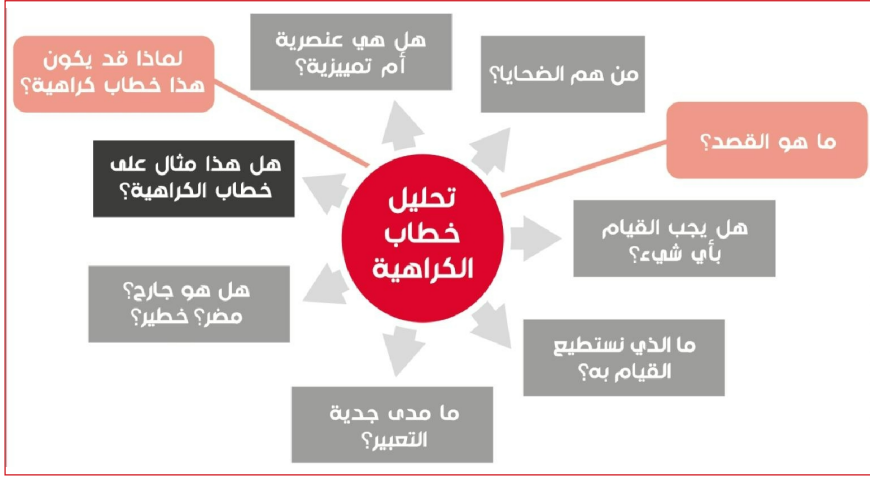 لماذا قد يكون
هذا خطاب كراهية؟
هل هي عنصرية
أم تمييزية؟
من هم الضحايا؟
ما هو القصد؟
هل هذا مثال على
خطاب الكراهية؟
تحليل
خطاب
الكراهية
هل يجب القيام
بأي شيء؟
هل هو جارح؟
مضر؟ خطير؟
ما الذي نستطيع
القيام به؟
ما مدى جدية
التعبير؟